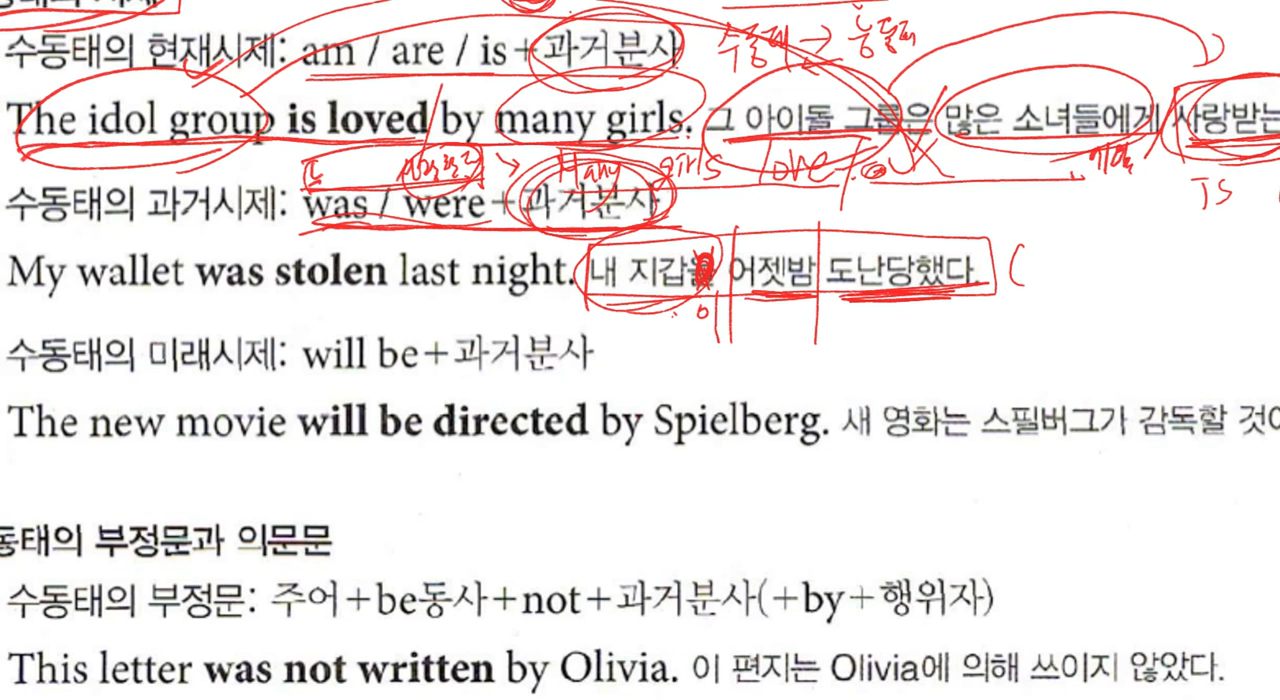 수동태의 현재시제: am / are / is+과거분사 수동태 → 능동태
The idol group is loved by many girls. 그 아이돌 그룹은 많은 소녀들에게 사랑받는
Many girls love
수동태의 과거시제: was / were+과거분사
My wallet was stolen last night. 내 지갑 어젯밤 도난당했다.
수동태의 미래시제: will be+과거분사
The new movie will be directed by Spielberg. 새 영화는 스필버그가 감독할 것
동태의 부정문과 의문문
수동태의 부정문: 주어+be동사+not+과거분사(+by+행위자)
This letter was not written by Olivia. 이 편지는 Olivia에 의해 쓰이지 않았다.